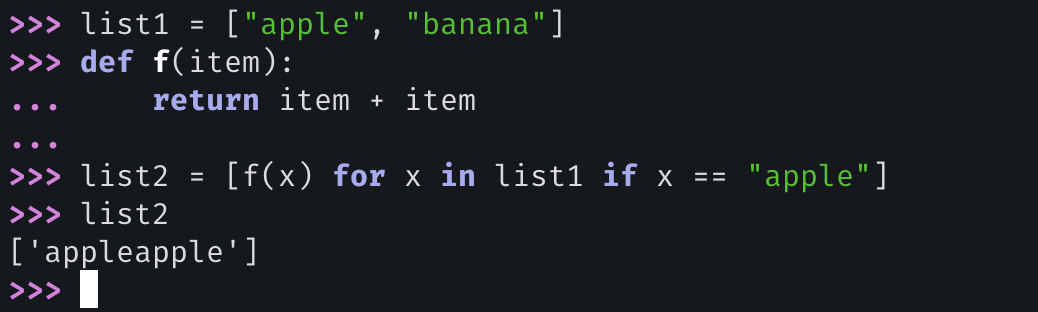 >>> list1 = ["apple", "banana"]
>>> def f(item):
...     return item + item
...
>>> list2 = [f(x) for x in list1 if x == "apple"]
>>> list2
['appleapple']
>>>